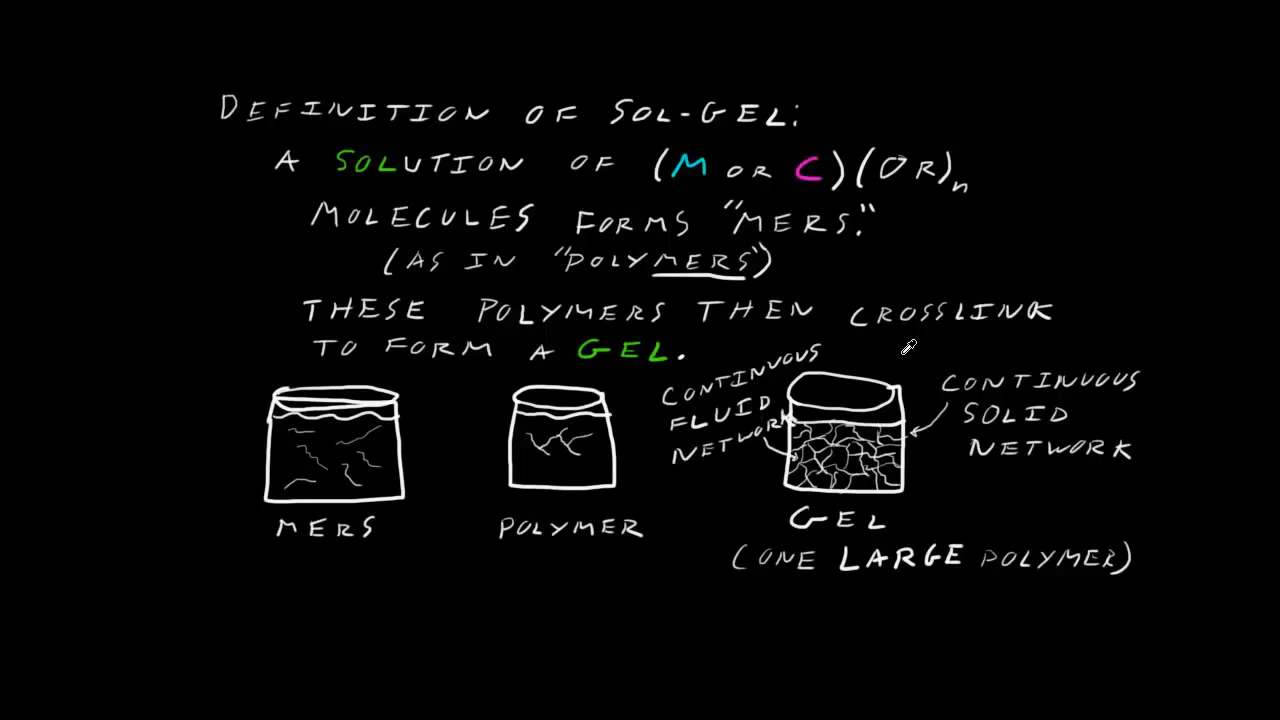 DEFINITION OF SOL-GEL:
A SOLUTION OF (M OR C)(OR)n
MOLECULES FORMS "MERS."
(AS IN "POLYMERS")
THESE POLYMERS THEN CROSSLINK
TO FORM A GEL.
CONTINUOUS
FLUID
NETWORK
CONTINUOUS
SOLID
NETWORK
MERS
POLYMER
GEL
(ONE LARGE POLYMER)